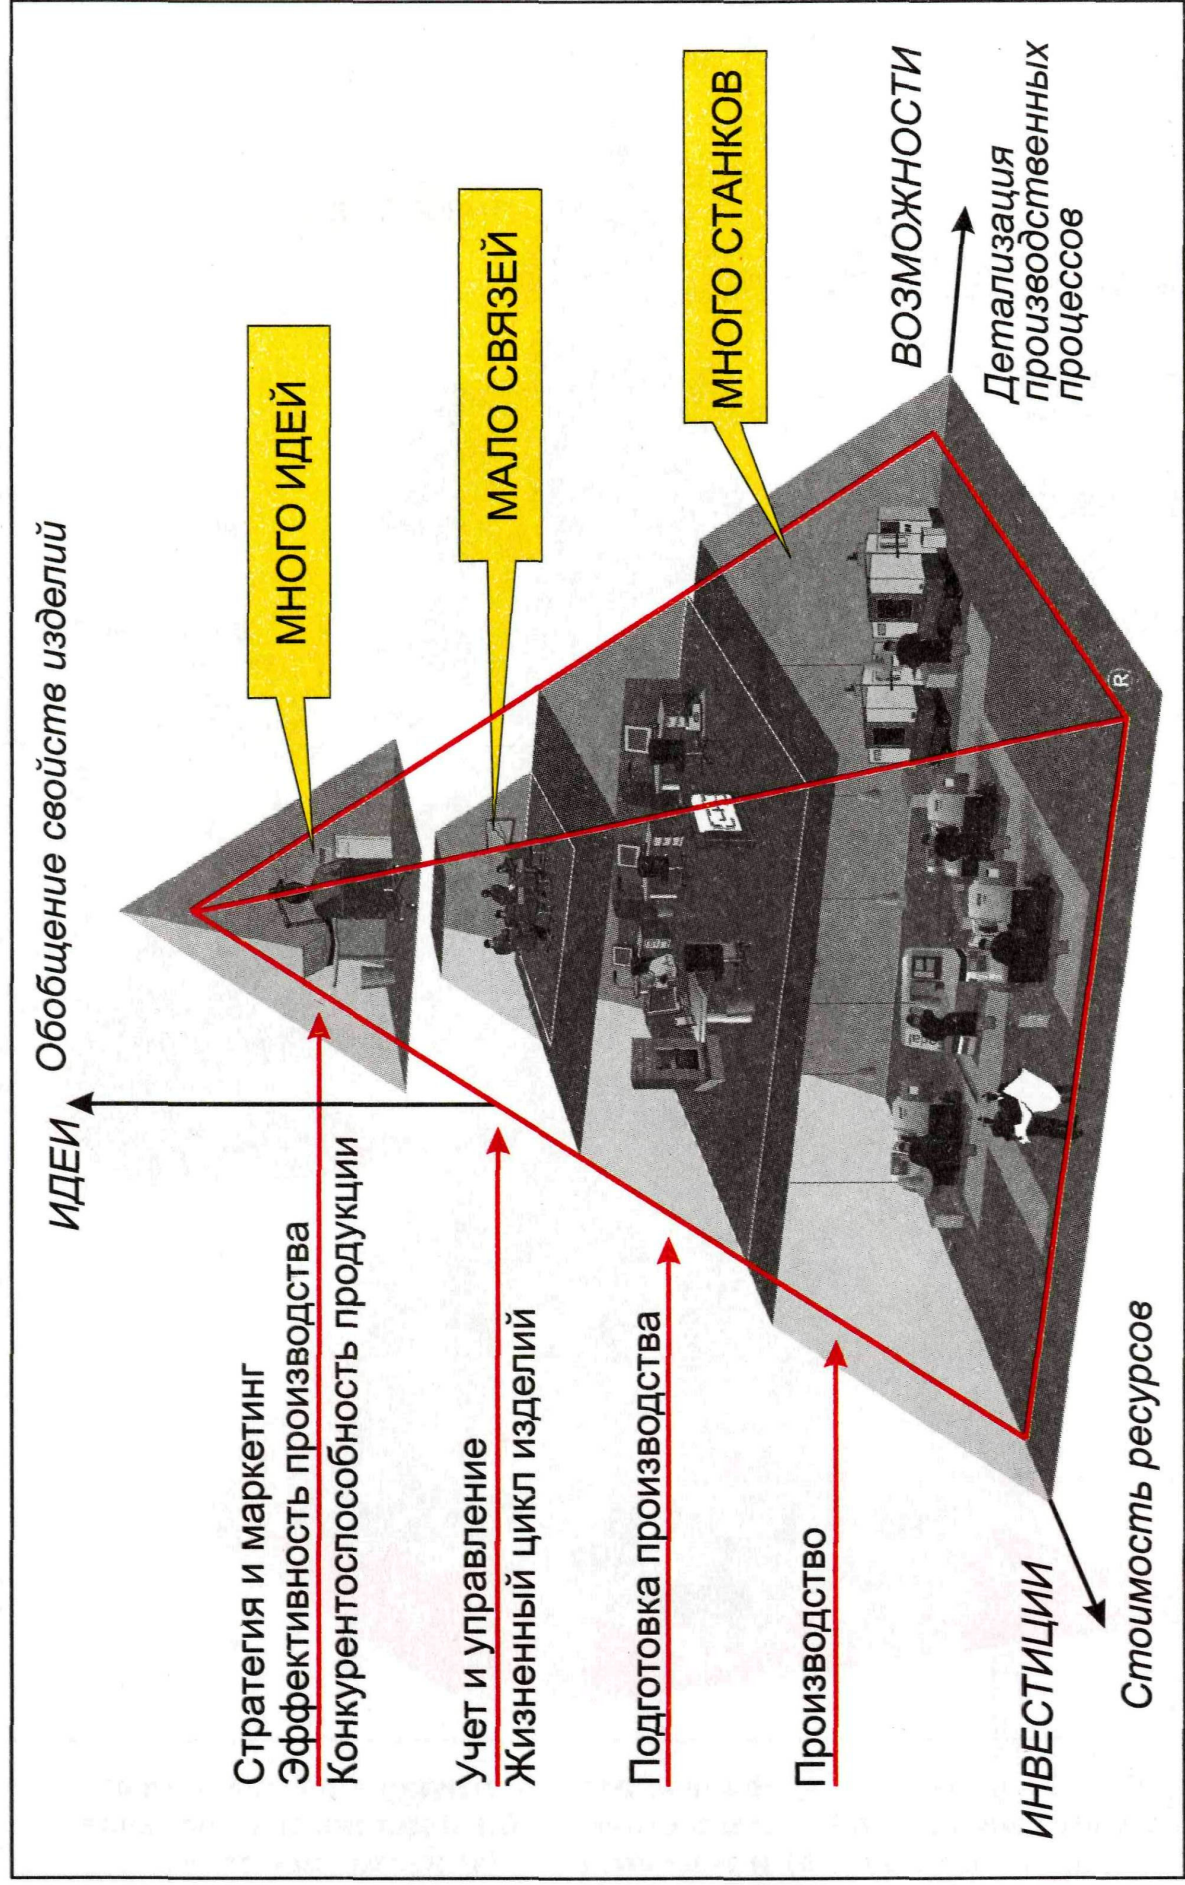 ИДЕИ
Обобщение свойств изделий
Стратегия и маркетинг
Эффективность производства
Конкурентоспособность продукции
МНОГО ИДЕЙ
Учет и управление
Жизненный цикл изделий
МАЛО СВЯЗЕЙ
Подготовка производства
МНОГО СТАНКОВ
Производство
ВОЗМОЖНОСТИ
Детализация
производственных
процессов
R
ИНВЕСТИЦИИ
Стоимость ресурсов